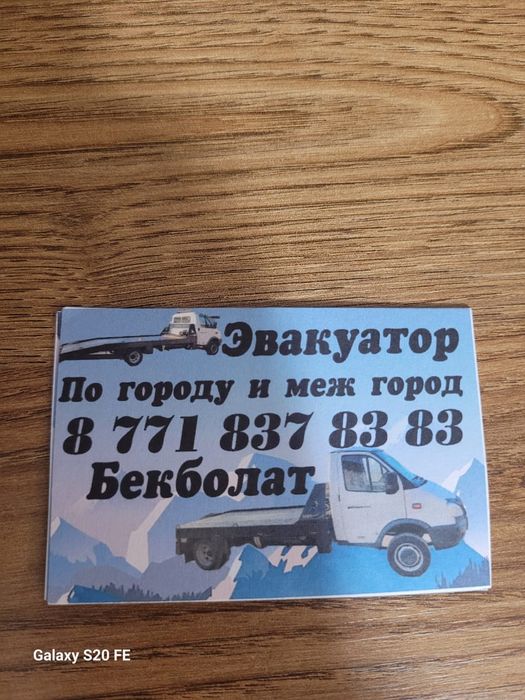 Эвакуатор
По городу и меж город
8 771 837 83 83
Бекболат
Galaxy S20 FE